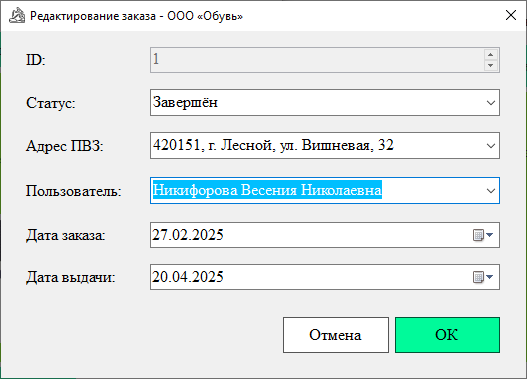 Редактирование заказа - ООО «Обувь»
ID: 1
Статус: Завершён
Адрес ПВЗ: 420151, г. Лесной, ул. Вишневая, 32
Пользователь: Никифорова Весения Николаевна
Дата заказа: 27.02.2025
Дата выдачи: 20.04.2025
Отмена OK